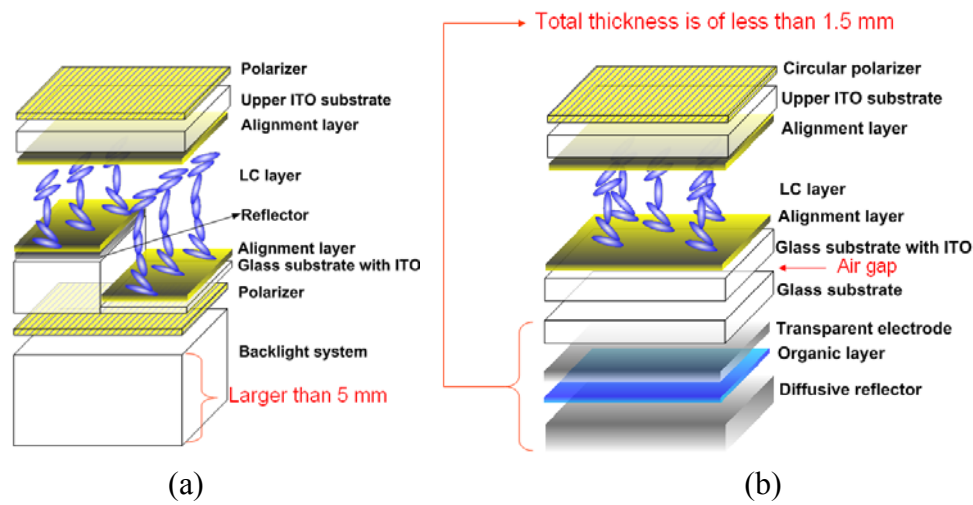 Polarizer
Upper ITO substrate
Alignment layer
LC layer
Reflector
Alignment layer
Glass substrate with ITO
Polarizer
Backlight system
Larger than 5 mm
(a)
Total thickness is of less than 1.5 mm
Circular polarizer
Upper ITO substrate
Alignment layer
LC layer
Alignment layer
Glass substrate with ITO
Air gap
Glass substrate
Transparent electrode
Organic layer
Diffusive reflector
(b)